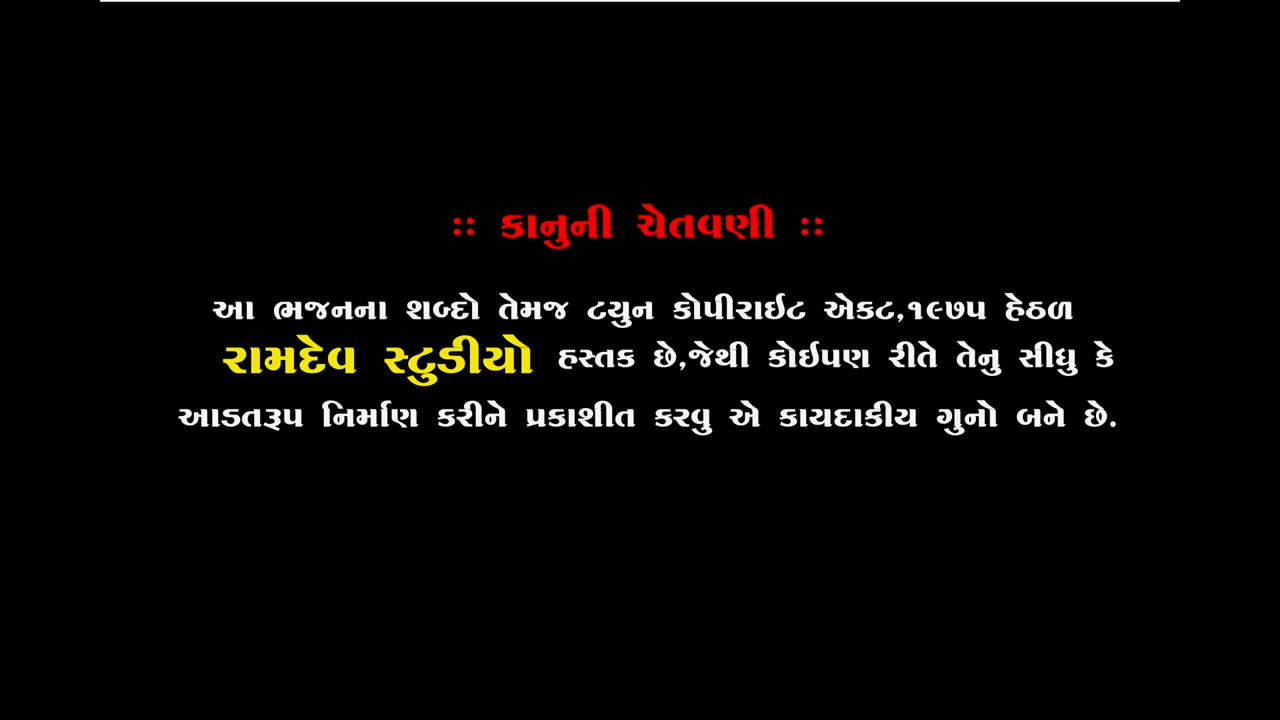 :: કાનુની ચેતવણી ::
આ ભજનના શબ્દો તેમજ ટયુન કોપીરાઈટ એકટ,૧૯૭૫ હેઠળ
રામદેવ સ્ટુડીયો હસ્તક છે,જેથી કોઈપણ રીતે તેનુ સીધુ કે
આડતરૂપ નિર્માણ કરીને પ્રકાશીત કરવુ એ કાયદાકીય ગુનો બને છે.